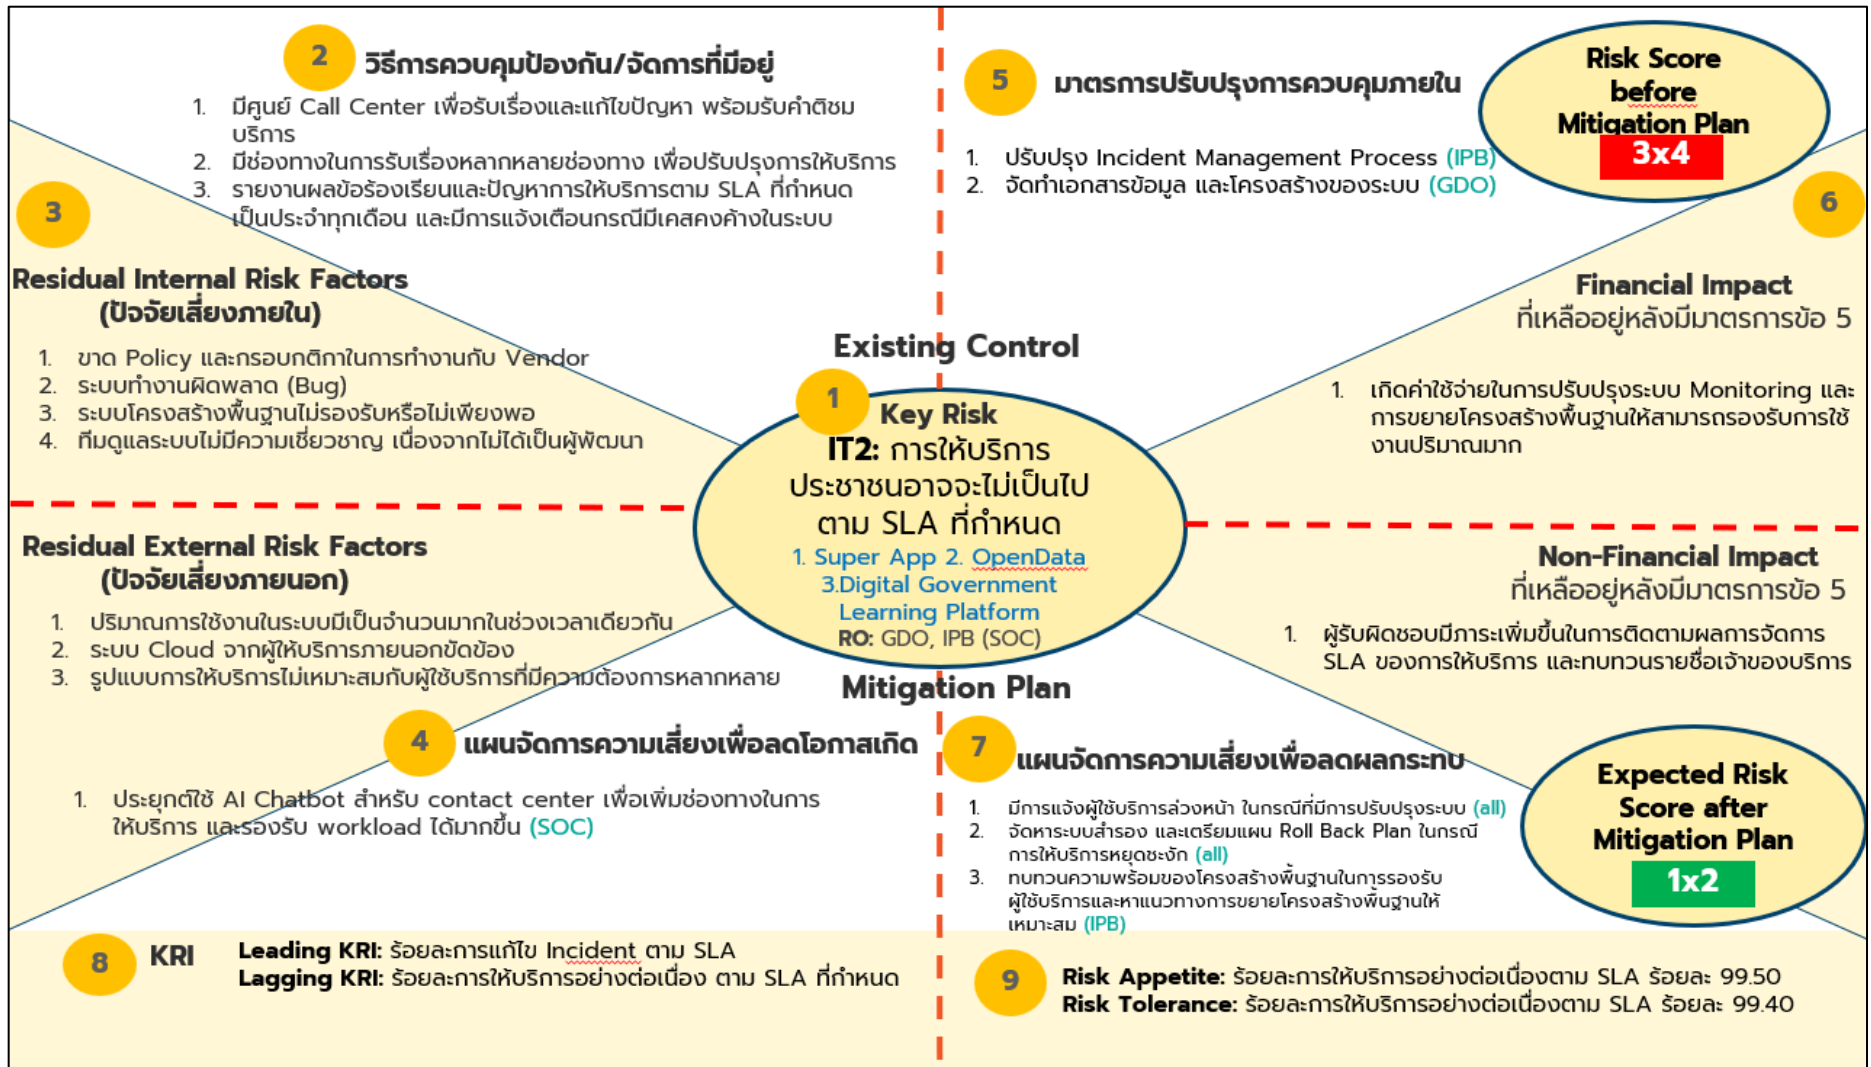 2
วิธีการควบคุมป้องกัน/จัดการที่มีอยู่
1. มีศูนย์ Call Center เพื่อรับเรื่องและแก้ไขปัญหา พร้อมรับคำติชม
บริการ
2. มีช่องทางในการรับเรื่องหลากหลายช่องทาง เพื่อปรับปรุงการให้บริการ
3. รายงานผลข้อร้องเรียนและปัญหาการให้บริการตาม SLA ที่กำหนด
เป็นประจำทุกเดือน และมีการแจ้งเตือนกรณีมีเคสคงค้างในระบบ
5
มาตรการปรับปรุงการควบคุมภายใน
1. ปรับปรุง Incident Management Process (IPB)
2. จัดทำเอกสารข้อมูล และโครงสร้างของระบบ (GDO)
Risk Score
before
Mitigation Plan
3x4
3
Residual Internal Risk Factors
(ปัจจัยเสี่ยงภายใน)
1. ขาด Policy และกรอบกติกาในการทำงานกับ Vendor
2. ระบบทำงานผิดพลาด (Bug)
3. ระบบโครงสร้างพื้นฐานไม่รองรับหรือไม่เพียงพอ
4. ทีมดูแลระบบไม่มีความเชี่ยวชาญ เนื่องจากไม่ได้เป็นผู้พัฒนา
6
Financial Impact
ที่เหลืออยู่หลังมีมาตรการข้อ 5
1. เกิดค่าใช้จ่ายในการปรับปรุงระบบ Monitoring และ
การขยายโครงสร้างพื้นฐานให้สามารถรองรับการใช้
งานปริมาณมาก
Existing Control
1
Key Risk
IT2: การให้บริการ
ประชาชนอาจจะไม่เป็นไป
ตาม SLA ที่กำหนด
1. Super App 2. OpenData
3.Digital Government
Learning Platform
RO: GDO, IPB (SOC)
Mitigation Plan
Residual External Risk Factors
(ปัจจัยเสี่ยงภายนอก)
1. ปริมาณการใช้งานในระบบมีเป็นจำนวนมากในช่วงเวลาเดียวกัน
2. ระบบ Cloud จากผู้ให้บริการภายนอกขัดข้อง
3. รูปแบบการให้บริการไม่เหมาะสมกับผู้ใช้บริการที่มีความต้องการหลากหลาย
Non-Financial Impact
ที่เหลืออยู่หลังมีมาตรการข้อ 5
1. ผู้รับผิดชอบมีภาระเพิ่มขึ้นในการติดตามผลการจัดการ
SLA ของการให้บริการ และทบทวนรายชื่อเจ้าของบริการ
4
แผนจัดการความเสี่ยงเพื่อลดโอกาสเกิด
1. ประยุกต์ใช้ AI Chatbot สำหรับ contact center เพื่อเพิ่มช่องทางในการ
ให้บริการ และรองรับ workload ได้มากขึ้น (SOC)
7
แผนจัดการความเสี่ยงเพื่อลดผลกระทบ
1. มีการแจ้งผู้ใช้บริการล่วงหน้า ในกรณีที่มีการปรับปรุงระบบ (all)
2. จัดหาระบบสำรอง และเตรียมแผน Roll Back Plan ในกรณี
การให้บริการหยุดชะงัก (all)
3. ทบทวนความพร้อมของโครงสร้างพื้นฐานในการรองรับ
ผู้ใช้บริการและหาแนวทางการขยายโครงสร้างพื้นฐานให้
เหมาะสม (IPB)
Expected Risk
Score after
Mitigation Plan
1x2
8
KRI
Leading KRI: ร้อยละการแก้ไข Incident ตาม SLA
Lagging KRI: ร้อยละการให้บริการอย่างต่อเนื่อง ตาม SLA ที่กำหนด
9
Risk Appetite: ร้อยละการให้บริการอย่างต่อเนื่องตาม SLA ร้อยละ 99.50
Risk Tolerance: ร้อยละการให้บริการอย่างต่อเนื่องตาม SLA ร้อยละ 99.40